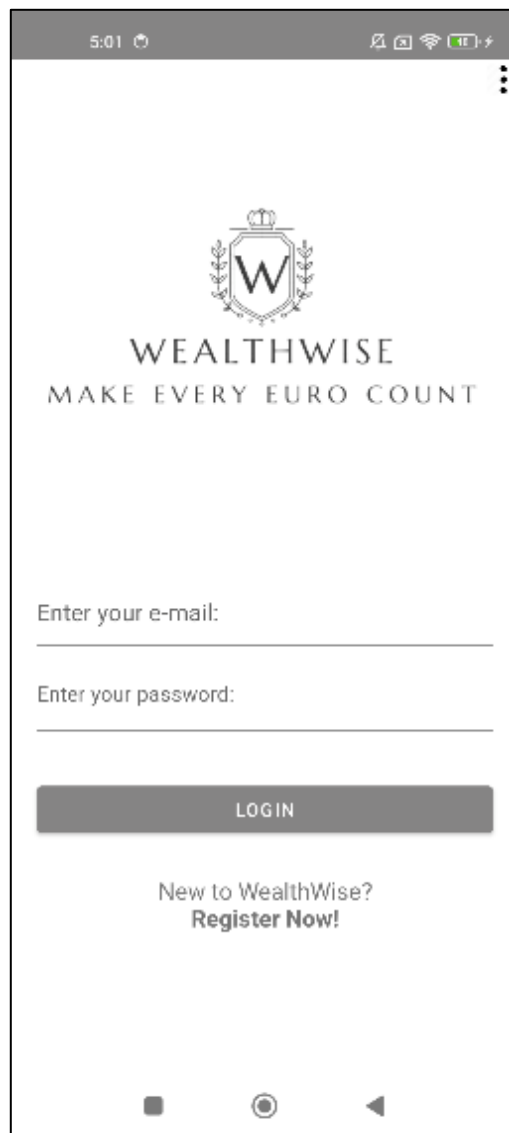 5:01
W
WEALTHWISE
MAKE EVERY EURO COUNT
Enter your e-mail:
Enter your password:
LOGIN
New to WealthWise?
Register Now!